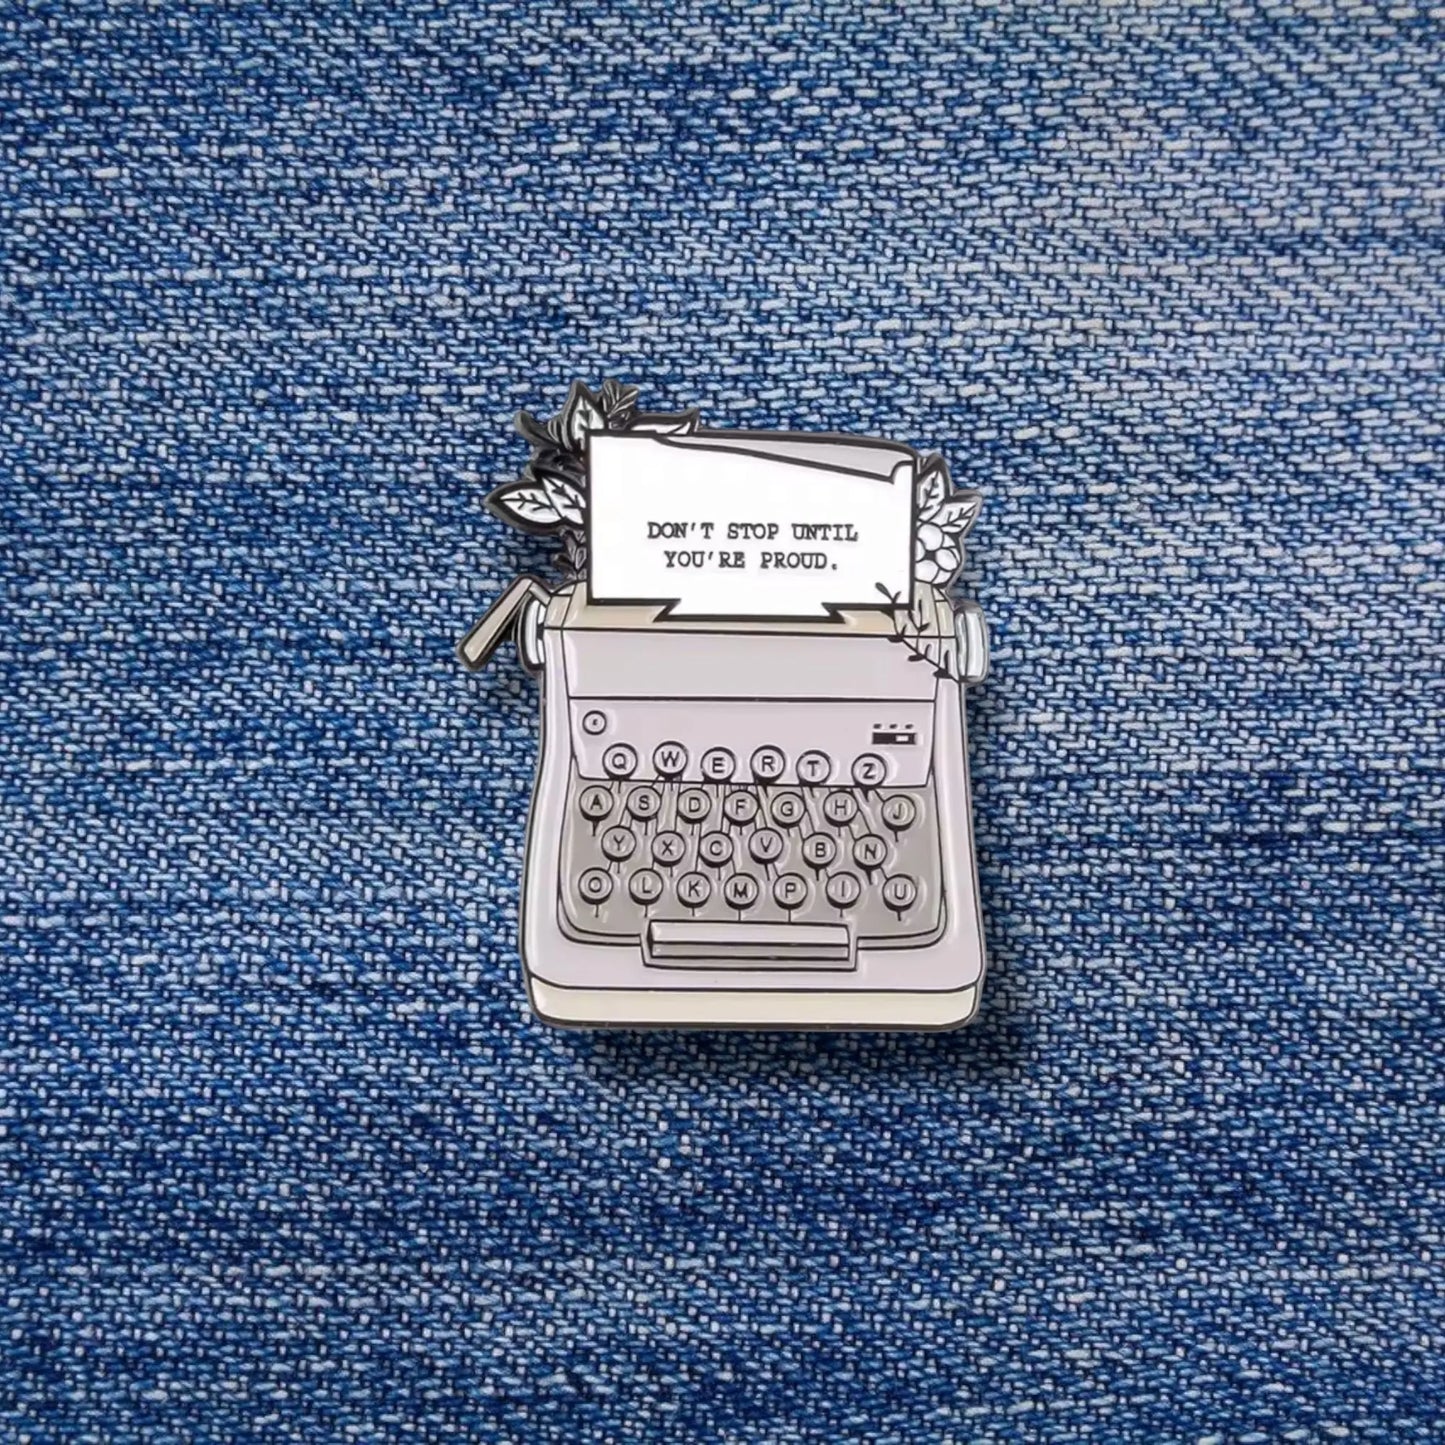 DON'T STOP UNTIL
YOU'RE PROUD.
Q W E R T Z
A S D F G H J
Y X C V B N
O L K M P I U